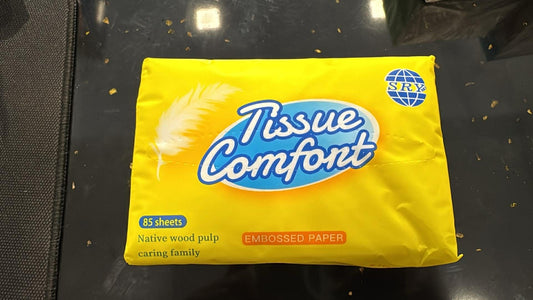 SRY
Tissue
Comfort
85 sheets
Native wood pulp
caring family
EMBOSSED PAPER